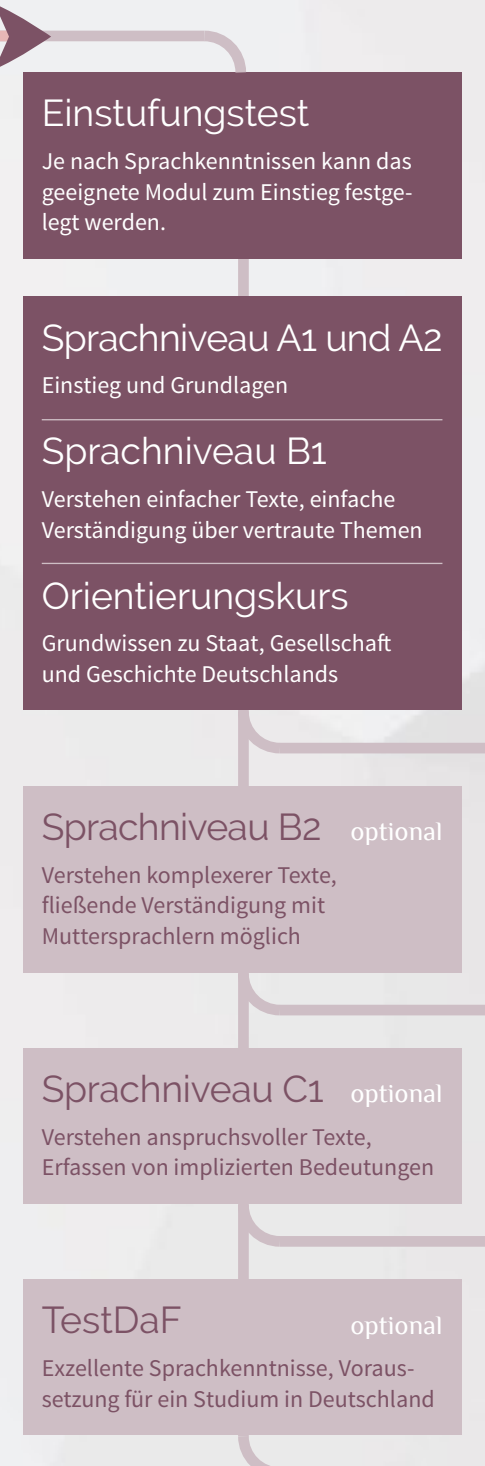 Einstufungstest
Je nach Sprachkenntnissen kann das
geeignete Modul zum Einstieg festge-
legt werden.
Sprachniveau A1 und A2
Einstieg und Grundlagen
Sprachniveau B1
Verstehen einfacher Texte, einfache
Verständigung über vertraute Themen
Orientierungskurs
Grundwissen zu Staat, Gesellschaft
und Geschichte Deutschlands
Sprachniveau B2 optional
Verstehen komplexerer Texte,
fließende Verständigung mit
Muttersprachlern möglich
Sprachniveau C1 optional
Verstehen anspruchsvoller Texte,
Erfassen von implizierten Bedeutungen
TestDaF optional
Exzellente Sprachkenntnisse, Voraus-
setzung für ein Studium in Deutschland